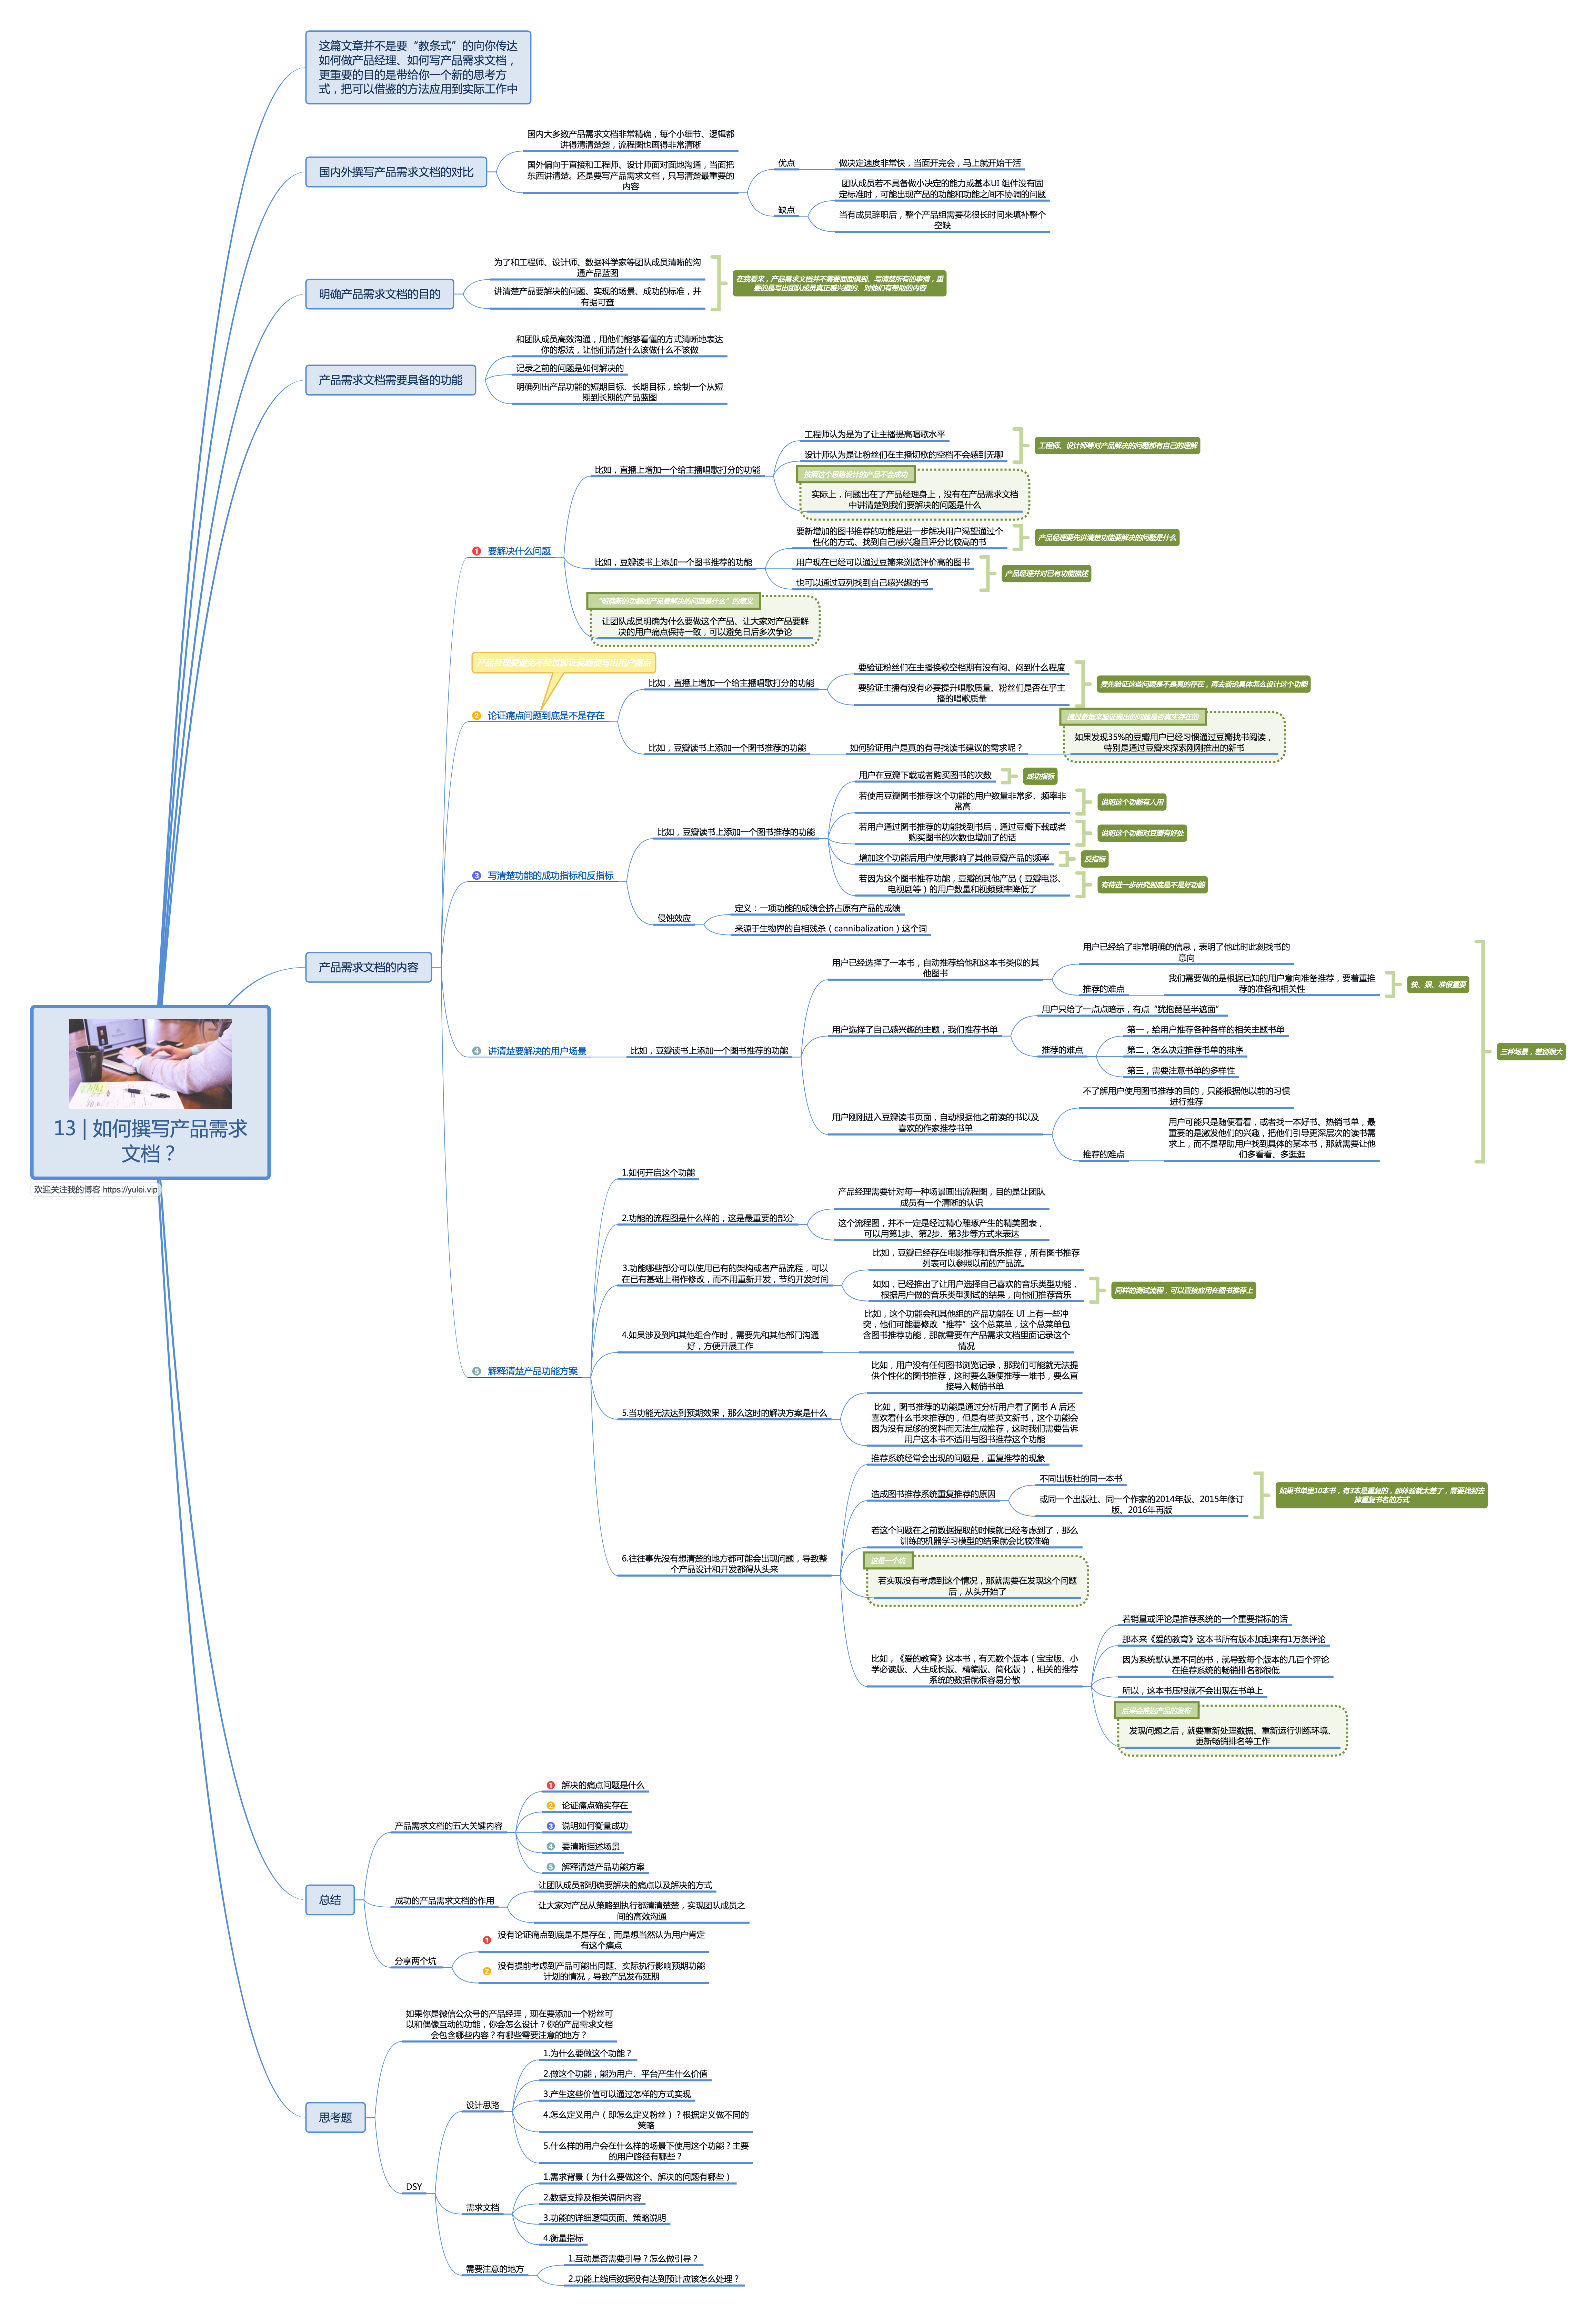 这篇文章并不是要“教条式”的向你传达
如何做产品经理、如何写产品需求文档，
更重要的目的是带给你一个新的思考方
式，把可以借鉴的方法应用到实际工作中
国内外撰写产品需求文档的对比
国内大多数产品需求文档非常精确，每个小细节、逻辑都
讲得清清楚楚，流程图也画得非常清晰
国外偏向于直接和工程师、设计师面对面地沟通，当面把
东西讲清楚。还是要写产品需求文档，只写清楚最重要的
内容
优点
做决定速度非常快，当面开完会，马上就开始干活
缺点
团队成员若不具备做小决定的能力或基本UI 组件没有固
定标准时，可能出现产品的功能和功能之间不协调的问题
当有成员辞职后，整个产品组需要花很长时间来填补整个
空缺
明确产品需求文档的目的
为了和工程师、设计师、数据科学家等团队成员清晰的沟
通产品蓝图
讲清楚产品要解决的问题、实现的场景、成功的标准，并
有据可查
在我看来，产品需求文档并不需要面面俱到、写清楚所有的事情，重
要的是写出团队成员真正感兴趣的、对他们有帮助的内容
产品需求文档需要具备的功能
和团队成员高效沟通，用他们能够看懂的方式清晰地表达
你的想法，让他们清楚什么该做什么不该做
记录之前的问题是如何解决的
明确列出产品功能的短期目标、长期目标，绘制一个从短
期到长期的产品蓝图
产品需求文档的内容
1 要解决什么问题
比如，直播上增加一个给主播唱歌打分的功能
工程师认为是为了让主播提高唱歌水平
设计师认为是让粉丝们在主播切歌的空档不会感到无聊
工程师、设计师等对产品解决的问题都有自己的理解
按照这个思路设计的产品不会成功
实际上，问题出在了产品经理身上，没有在产品需求文档
中讲清楚到我们要解决的问题是什么
比如，豆瓣读书上添加一个图书推荐的功能
要新增加的图书推荐的功能是进一步解决用户渴望通过个
性化的方式、找到自己感兴趣且评分比较高的书
产品经理要先讲清楚功能要解决的问题是什么
用户现在已经可以通过豆瓣来浏览评价高的图书
也可以通过豆列找到自己感兴趣的书
产品经理并对已有功能描述
“明确新的功能或产品要解决的问题是什么”的意义
让团队成员明确为什么要做这个产品、让大家对产品要解
决的用户痛点保持一致，可以避免日后多次争论
产品经理要避免不经过验证就随便写出用户痛点
2 论证痛点问题到底是不是存在
比如，直播上增加一个给主播唱歌打分的功能
要验证粉丝们在主播换歌空档期有没有闷、闷到什么程度
要验证主播有没有必要提升唱歌质量、粉丝们是否在乎主
播的唱歌质量
要先验证这些问题是不是真的存在，再去谈论具体怎么设计这个功能
比如，豆瓣读书上添加一个图书推荐的功能
如何验证用户是真的有寻找读书建议的需求呢？
通过数据来验证提出的问题是否真实存在的
如果发现35%的豆瓣用户已经习惯通过豆瓣找书阅读，
特别是通过豆瓣来探索刚刚推出的新书
3 写清楚功能的成功指标和反指标
比如，豆瓣读书上添加一个图书推荐的功能
用户在豆瓣下载或者购买图书的次数
成功指标
若使用豆瓣图书推荐这个功能的用户数量非常多、频率非
常高
说明这个功能有人用
若用户通过图书推荐的功能找到书后，通过豆瓣下载或者
购买图书的次数也增加了的话
说明这个功能对豆瓣有好处
增加这个功能后用户使用影响了其他豆瓣产品的频率
反指标
若因为这个图书推荐功能，豆瓣的其他产品（豆瓣电影、
电视剧等）的用户数量和视频频率降低了
有待进一步研究到底是不是好功能
侵蚀效应
定义：一项功能的成绩会挤占原有产品的成绩
来源于生物界的自相残杀（cannibalization）这个词
4 讲清楚要解决的用户场景
比如，豆瓣读书上添加一个图书推荐的功能
用户已经选择了一本书，自动推荐给他和这本书类似的其
他图书
用户已经给了非常明确的信息，表明了他此时此刻找书的
意向
推荐的难点
我们需要做的是根据已知的用户意向准备推荐，要着重推
荐的准备和相关性
快、狠、准很重要
用户选择了自己感兴趣的主题，我们推荐书单
用户只给了一点点暗示，有点“犹抱琵琶半遮面”
推荐的难点
第一，给用户推荐各种各样的相关主题书单
第二，怎么决定推荐书单的排序
第三，需要注意书单的多样性
用户刚刚进入豆瓣读书页面，自动根据他之前读的书以及
喜欢的作家推荐书单
不了解用户使用图书推荐的目的，只能根据他以前的习惯
进行推荐
推荐的难点
用户可能只是随便看看，或者找一本好书、热销书单，最
重要的是激发他们的兴趣，把他们引导更深层次的读书需
求上，而不是帮助用户找到具体的某本书，那就需要让他
们多看看、多逛逛
三种场景，差别很大
13 | 如何撰写产品需求
文档？
欢迎关注我的博客 https://yulei.vip
5 解释清楚产品功能方案
1.如何开启这个功能
2.功能的流程图是什么样的，这是最重要的部分
产品经理需要针对每一种场景画出流程图，目的是让团队
成员有一个清晰的认识
这个流程图，并不一定是经过精心雕琢产生的精美图表，
可以用第1步、第2步、第3步等方式来表达
3.功能哪些部分可以使用已有的架构或者产品流程，可以
在已有基础上稍作修改，而不用重新开发，节约开发时间
比如，豆瓣已经存在电影推荐和音乐推荐，所有图书推荐
列表可以参照以前的产品流。
如如，已经推出了让用户选择自己喜欢的音乐类型功能，
根据用户做的音乐类型测试的结果，向他们推荐音乐
同样的测试流程，可以直接应用在图书推荐上
4.如果涉及到和其他组合作时，需要先和其他部门沟通
好，方便开展工作
比如，这个功能会和其他组的产品功能在 UI 上有一些冲
突，他们可能要修改“推荐”这个总菜单，这个总菜单包
含图书推荐功能，那就需要在产品需求文档里面记录这个
情况
5.当功能无法达到预期效果，那么这时的解决方案是什么
比如，用户没有任何图书浏览记录，那我们可能就无法提
供个性化的图书推荐，这时要么随便推荐一堆书，要么直
接导入畅销书单
比如，图书推荐的功能是通过分析用户看了图书 A 后还
喜欢看什么书来推荐的，但是有些英文新书，这个功能会
因为没有足够的资料而无法生成推荐，这时我们需要告诉
用户这本书不适用与图书推荐这个功能
6.往往事先没有想清楚的地方都可能会出现问题，导致整
个产品设计和开发都得从头来
推荐系统经常会出现的问题是，重复推荐的现象
造成图书推荐系统重复推荐的原因
不同出版社的同一本书
或同一个出版社、同一个作家的2014年版、2015年修订
版、2016年再版
如果书单里10本书，有3本是重复的，那体验就太差了，需要找到去
掉重复书名的方式
若这个问题在之前数据提取的时候就已经考虑到了，那么
训练的机器学习模型的结果就会比较准确
这是一个坑
若实现没有考虑到这个情况，那就需要在发现这个问题
后，从头开始了
比如，《爱的教育》这本书，有无数个版本（宝宝版、小
学必读版、人生成长版、精编版、简化版），相关的推荐
系统的数据就很容易分散
若销量或评论是推荐系统的一个重要指标的话
那本来《爱的教育》这本书所有版本加起来有1万条评论
因为系统默认是不同的书，就导致每个版本的几百个评论
在推荐系统的畅销排名都很低
所以，这本书压根就不会出现在书单上
后果会推迟产品的发布
发现问题之后，就要重新处理数据、重新运行训练环境、
更新畅销排名等工作
总结
产品需求文档的五大关键内容
1 解决的痛点问题是什么
2 论证痛点确实存在
3 说明如何衡量成功
4 要清晰描述场景
5 解释清楚产品功能方案
成功的产品需求文档的作用
让团队成员都明确要解决的痛点以及解决的方式
让大家对产品从策略到执行都清清楚楚，实现团队成员之
间的高效沟通
分享两个坑
1 没有论证痛点到底是不是存在，而是想当然认为用户肯定
有这个痛点
2 没有提前考虑到产品可能出问题、实际执行影响预期功能
计划的情况，导致产品发布延期
思考题
如果你是微信公众号的产品经理，现在要添加一个粉丝可
以和偶像互动的功能，你会怎么设计？你的产品需求文档
会包含哪些内容？有哪些需要注意的地方？
DSY
设计思路
1.为什么要做这个功能？
2.做这个功能，能为用户、平台产生什么价值
3.产生这些价值可以通过怎样的方式实现
4.怎么定义用户（即怎么定义粉丝）？根据定义做不同的
策略
5.什么样的用户会在什么样的场景下使用这个功能？主要
的用户路径有哪些？
需求文档
1.需求背景（为什么要做这个、解决的问题有哪些）
2.数据支撑及相关调研内容
3.功能的详细逻辑页面、策略说明
4.衡量指标
需要注意的地方
1.互动是否需要引导？怎么做引导？
2.功能上线后数据没有达到预计应该怎么处理？